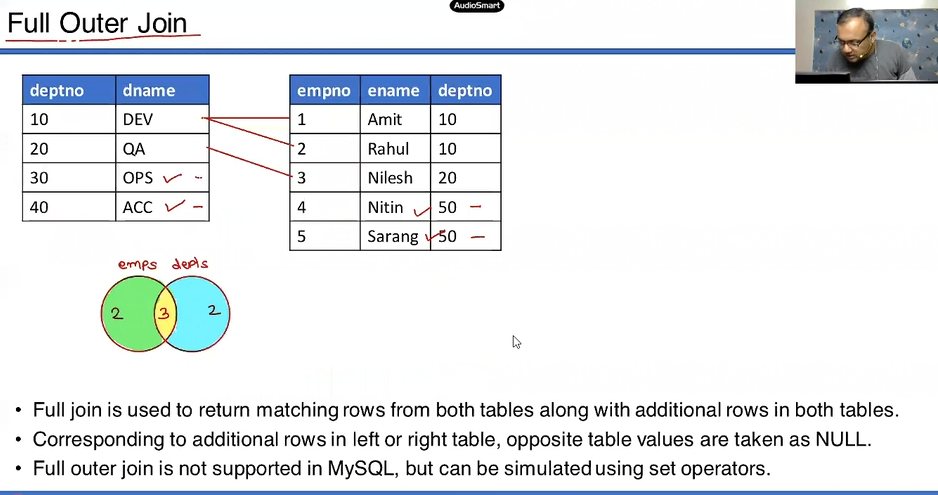 AudioSmart
Full Outer Join
deptno dname
10 DEV
20 QA
30 OPS
40 ACC
empno ename deptno
1 Amit 10
2 Rahul 10
3 Nilesh 20
4 Nitin 50
5 Sarang 50
emps depts
2 3 2
• Full join is used to return matching rows from both tables along with additional rows in both tables.
• Corresponding to additional rows in left or right table, opposite table values are taken as NULL.
• Full outer join is not supported in MySQL, but can be simulated using set operators.